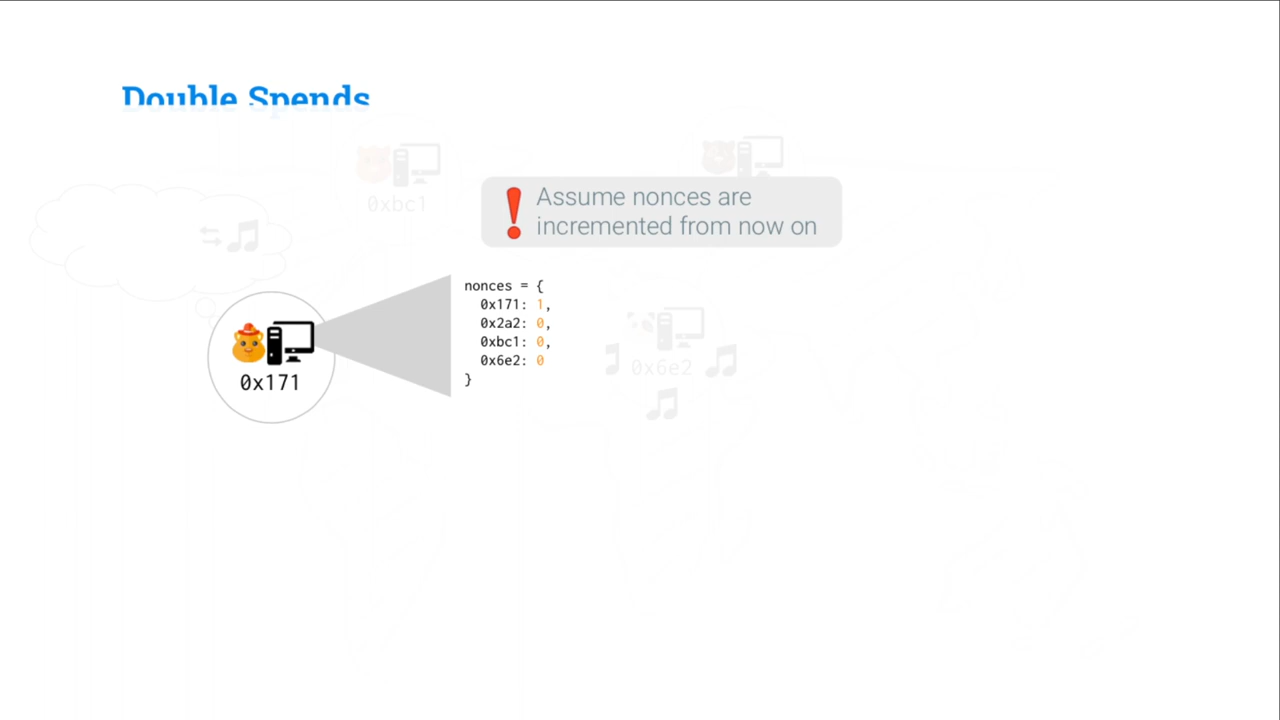 Double Spends
0xbc1
Assume nonces are
incremented from now on
nonces = {
0x171: 1,
0x2a2: 0,
0xbc1: 0,
0x6e2: 0
}
0x171
0x6e2